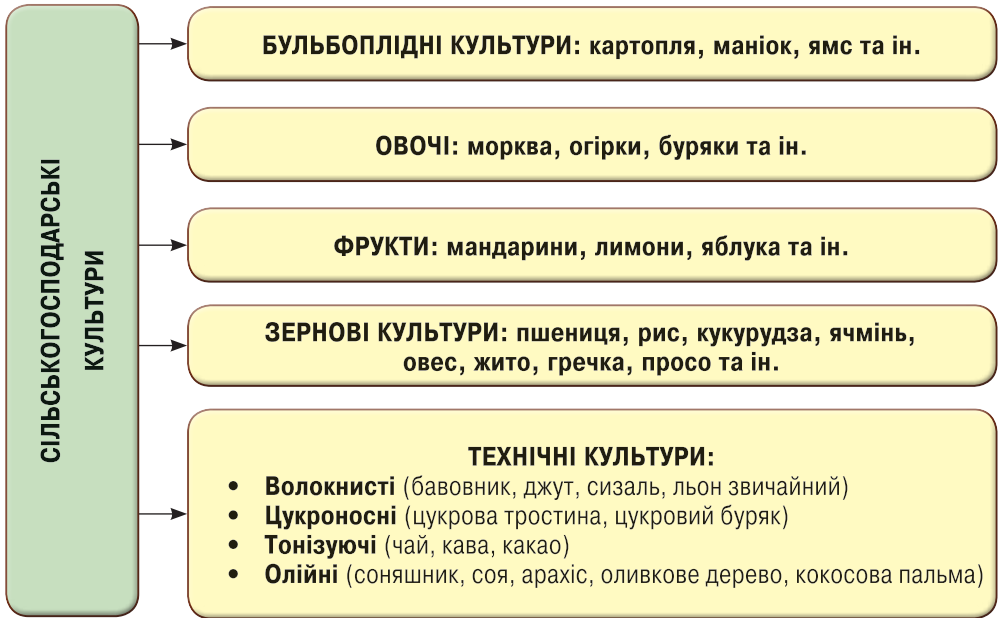 СІЛЬСЬКОГОСПОДАРСЬКІ
КУЛЬТУРИ
БУЛЬБОПЛІДНІ КУЛЬТУРИ: картопля, маніок, ямс та ін.
ОВОЧІ: морква, огірки, буряки та ін.
ФРУКТИ: мандарини, лимони, яблука та ін.
ЗЕРНОВІ КУЛЬТУРИ: пшениця, рис, кукурудза, ячмінь,
овес, жито, гречка, просо та ін.
ТЕХНІЧНІ КУЛЬТУРИ:
• Волокнисті (бавовник, джут, сизаль, льон звичайний)
• Цукроносні (цукрова тростина, цукровий буряк)
• Тонізуючі (чай, кава, какао)
• Олійні (соняшник, соя, арахіс, оливкове дерево, кокосова пальма)